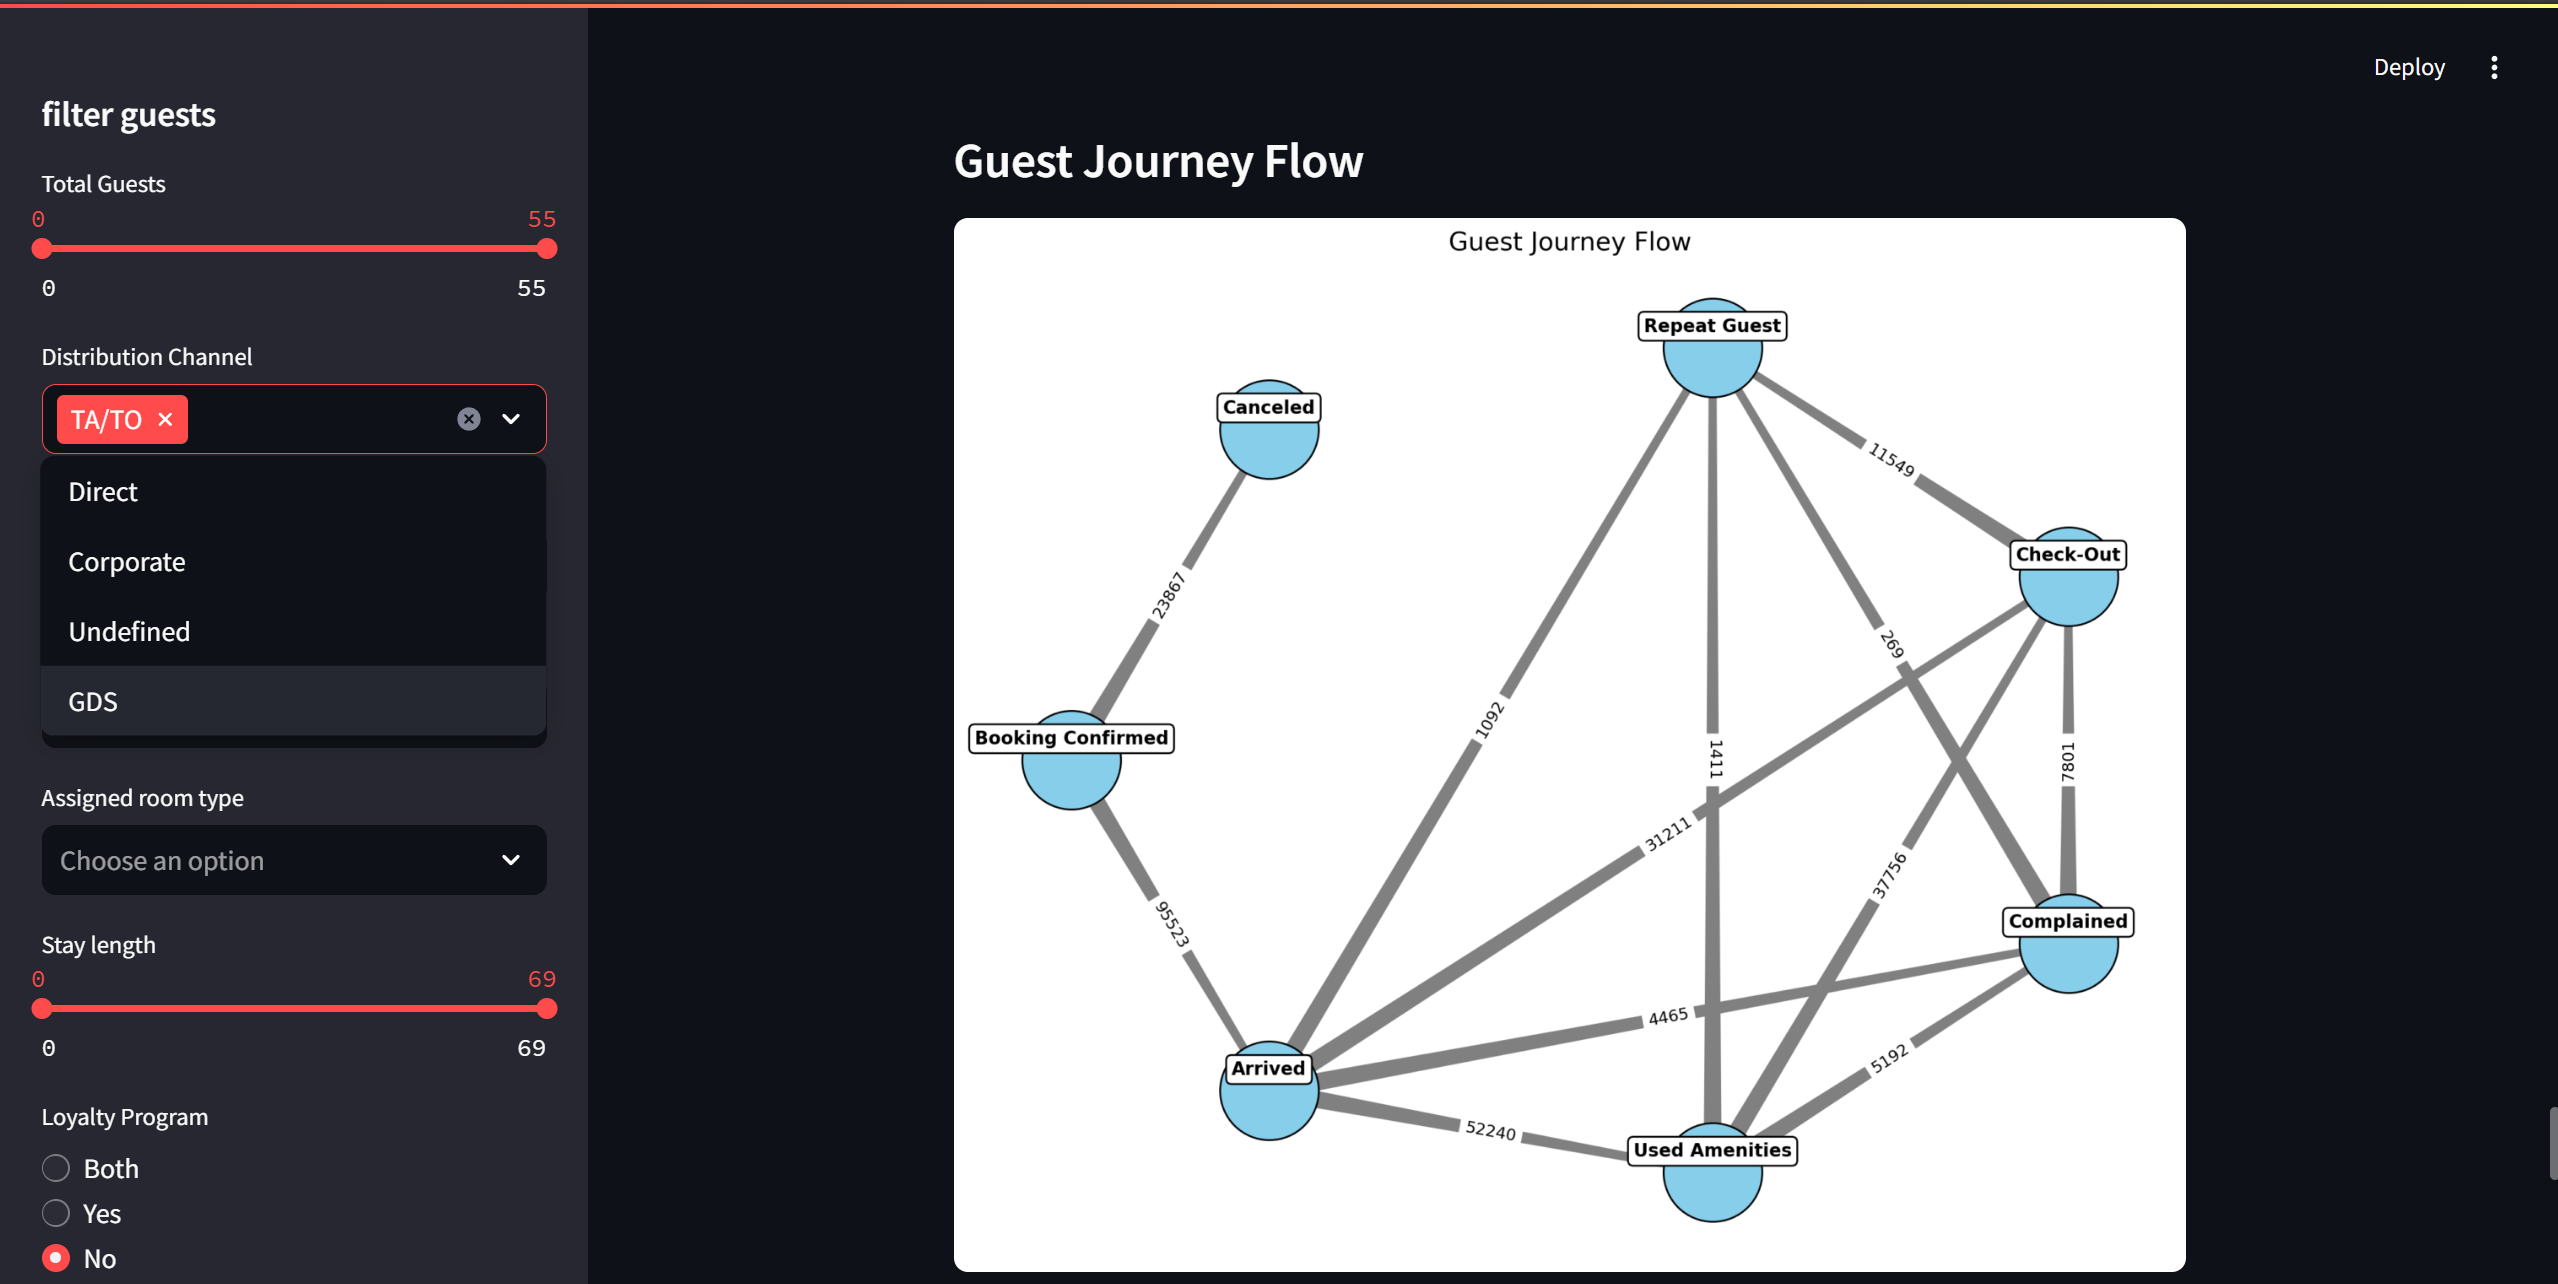 Deploy
filter guests
Total Guests
0 55
0 55
Distribution Channel
TA/TO
Direct
Corporate
Undefined
GDS
Assigned room type
Choose an option
Stay length
0 69
0 69
Loyalty Program
Both
Yes
No
Guest Journey Flow
Guest Journey Flow
Repeat Guest
Canceled
11549
Check-Out
23867
269
1092
Booking Confirmed
1411
7801
31211
37756
95523
Complained
4465
5192
Arrived
52240
Used Amenities